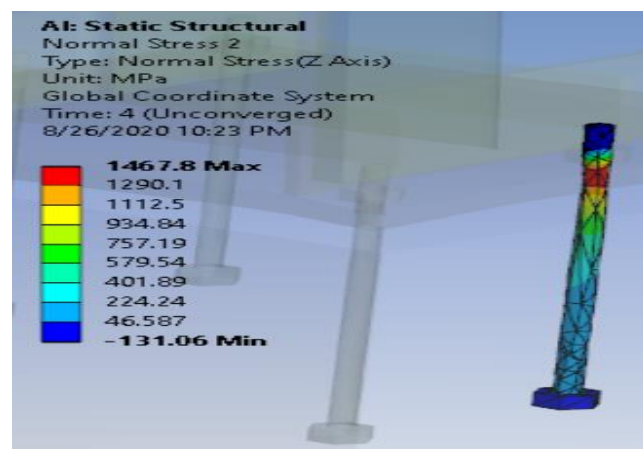 AI: Static Structural
Normal Stress 2
Type: Normal Stress(Z Axis)
Unit: MPa
Global Coordinate System
Time: 4 (Unconverged)
8/26/2020 10:23 PM
1467.8 Max
1290.1
1112.5
934.84
757.19
579.54
401.89
224.24
46.587
-131.06 Min